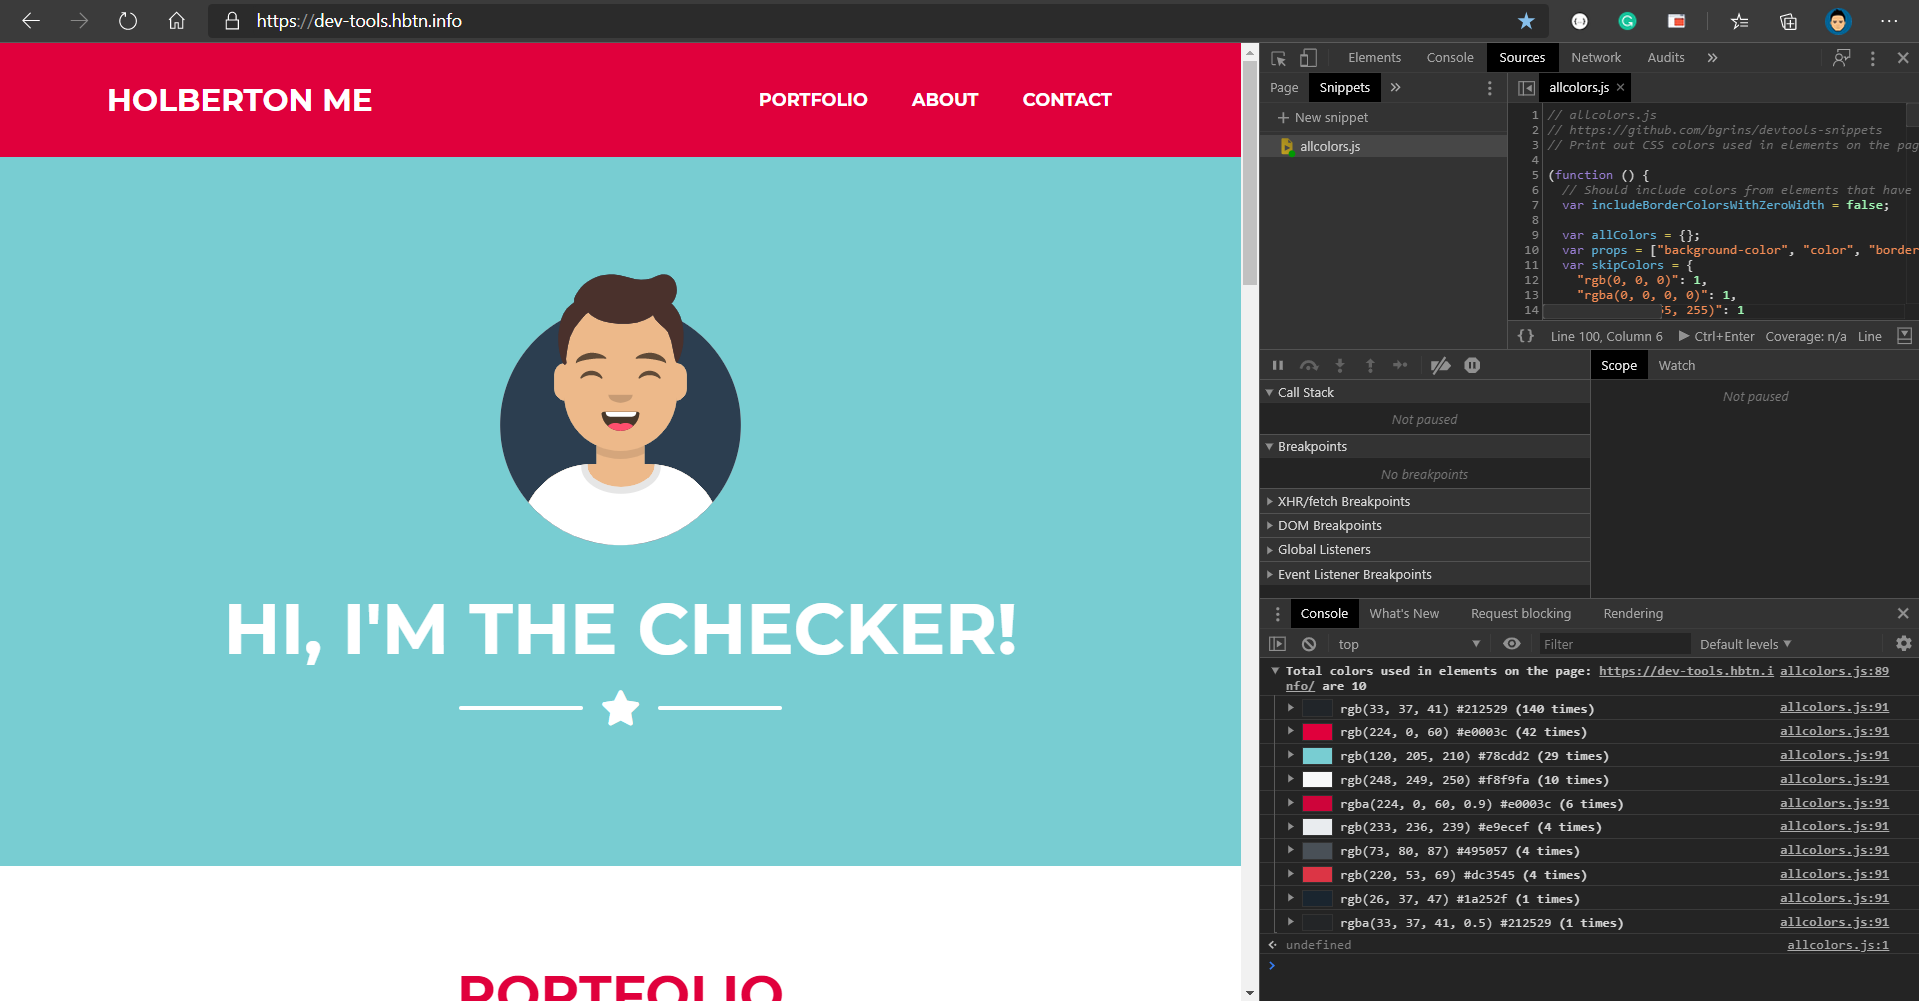 https://dev-tools.hbtn.info
HOLBERTON ME
PORTFOLIO ABOUT CONTACT
HI, I'M THE CHECKER!
PORTFOLIO
Elements Console Sources Network Audits
Page Snippets
New snippet
allcolors.js
allcolors.js
1 // allcolors.js
2 // https://github.com/bgrins/devtools-snippets
3 // Print out CSS colors used in elements on the pag
4
5 (function () {
6 // Should include colors from elements that have
7 var includeBorderColorsWithZeroWidth = false;
8
9 var allColors = {};
10 var props = ["background-color", "color", "border
11 var skipColors = {
12 "rgb(0, 0, 0)": 1,
13 "rgba(0, 0, 0, 0)": 1,
14 5, 255)": 1
{} Line 100, Column 6 Ctrl+Enter Coverage: n/a Line
Scope Watch
Call Stack
Not paused
Not paused
Breakpoints
No breakpoints
XHR/fetch Breakpoints
DOM Breakpoints
Global Listeners
Event Listener Breakpoints
Console What's New Request blocking Rendering
top Filter Default levels
Total colors used in elements on the page: https://dev-tools.hbtn.i allcolors.js:89
nfo/ are 10
rgb(33, 37, 41) #212529 (140 times) allcolors.js:91
rgb(224, 0, 60) #e0003c (42 times) allcolors.js:91
rgb(120, 205, 210) #78cdd2 (29 times) allcolors.js:91
rgb(248, 249, 250) #f8f9fa (10 times) allcolors.js:91
rgba(224, 0, 60, 0.9) #e0003c (6 times) allcolors.js:91
rgb(233, 236, 239) #e9ecef (4 times) allcolors.js:91
rgb(73, 80, 87) #495057 (4 times) allcolors.js:91
rgb(220, 53, 69) #dc3545 (4 times) allcolors.js:91
rgb(26, 37, 47) #1a252f (1 times) allcolors.js:91
rgba(33, 37, 41, 0.5) #212529 (1 times) allcolors.js:91
undefined allcolors.js:1